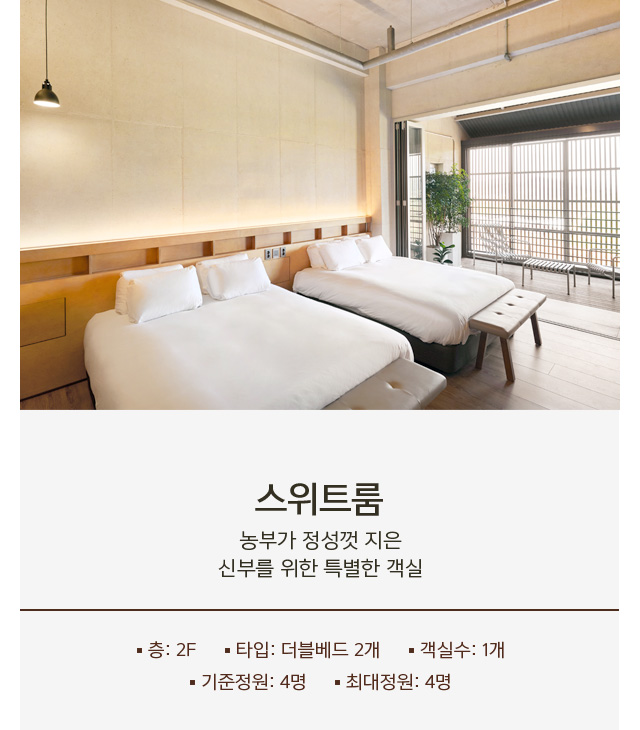 스위트룸
농부가 정성껏 지은
신부를 위한 특별한 객실
▪ 층: 2F ▪ 타입: 더블베드 2개 ▪ 객실수: 1개
▪ 기준정원: 4명 ▪ 최대정원: 4명